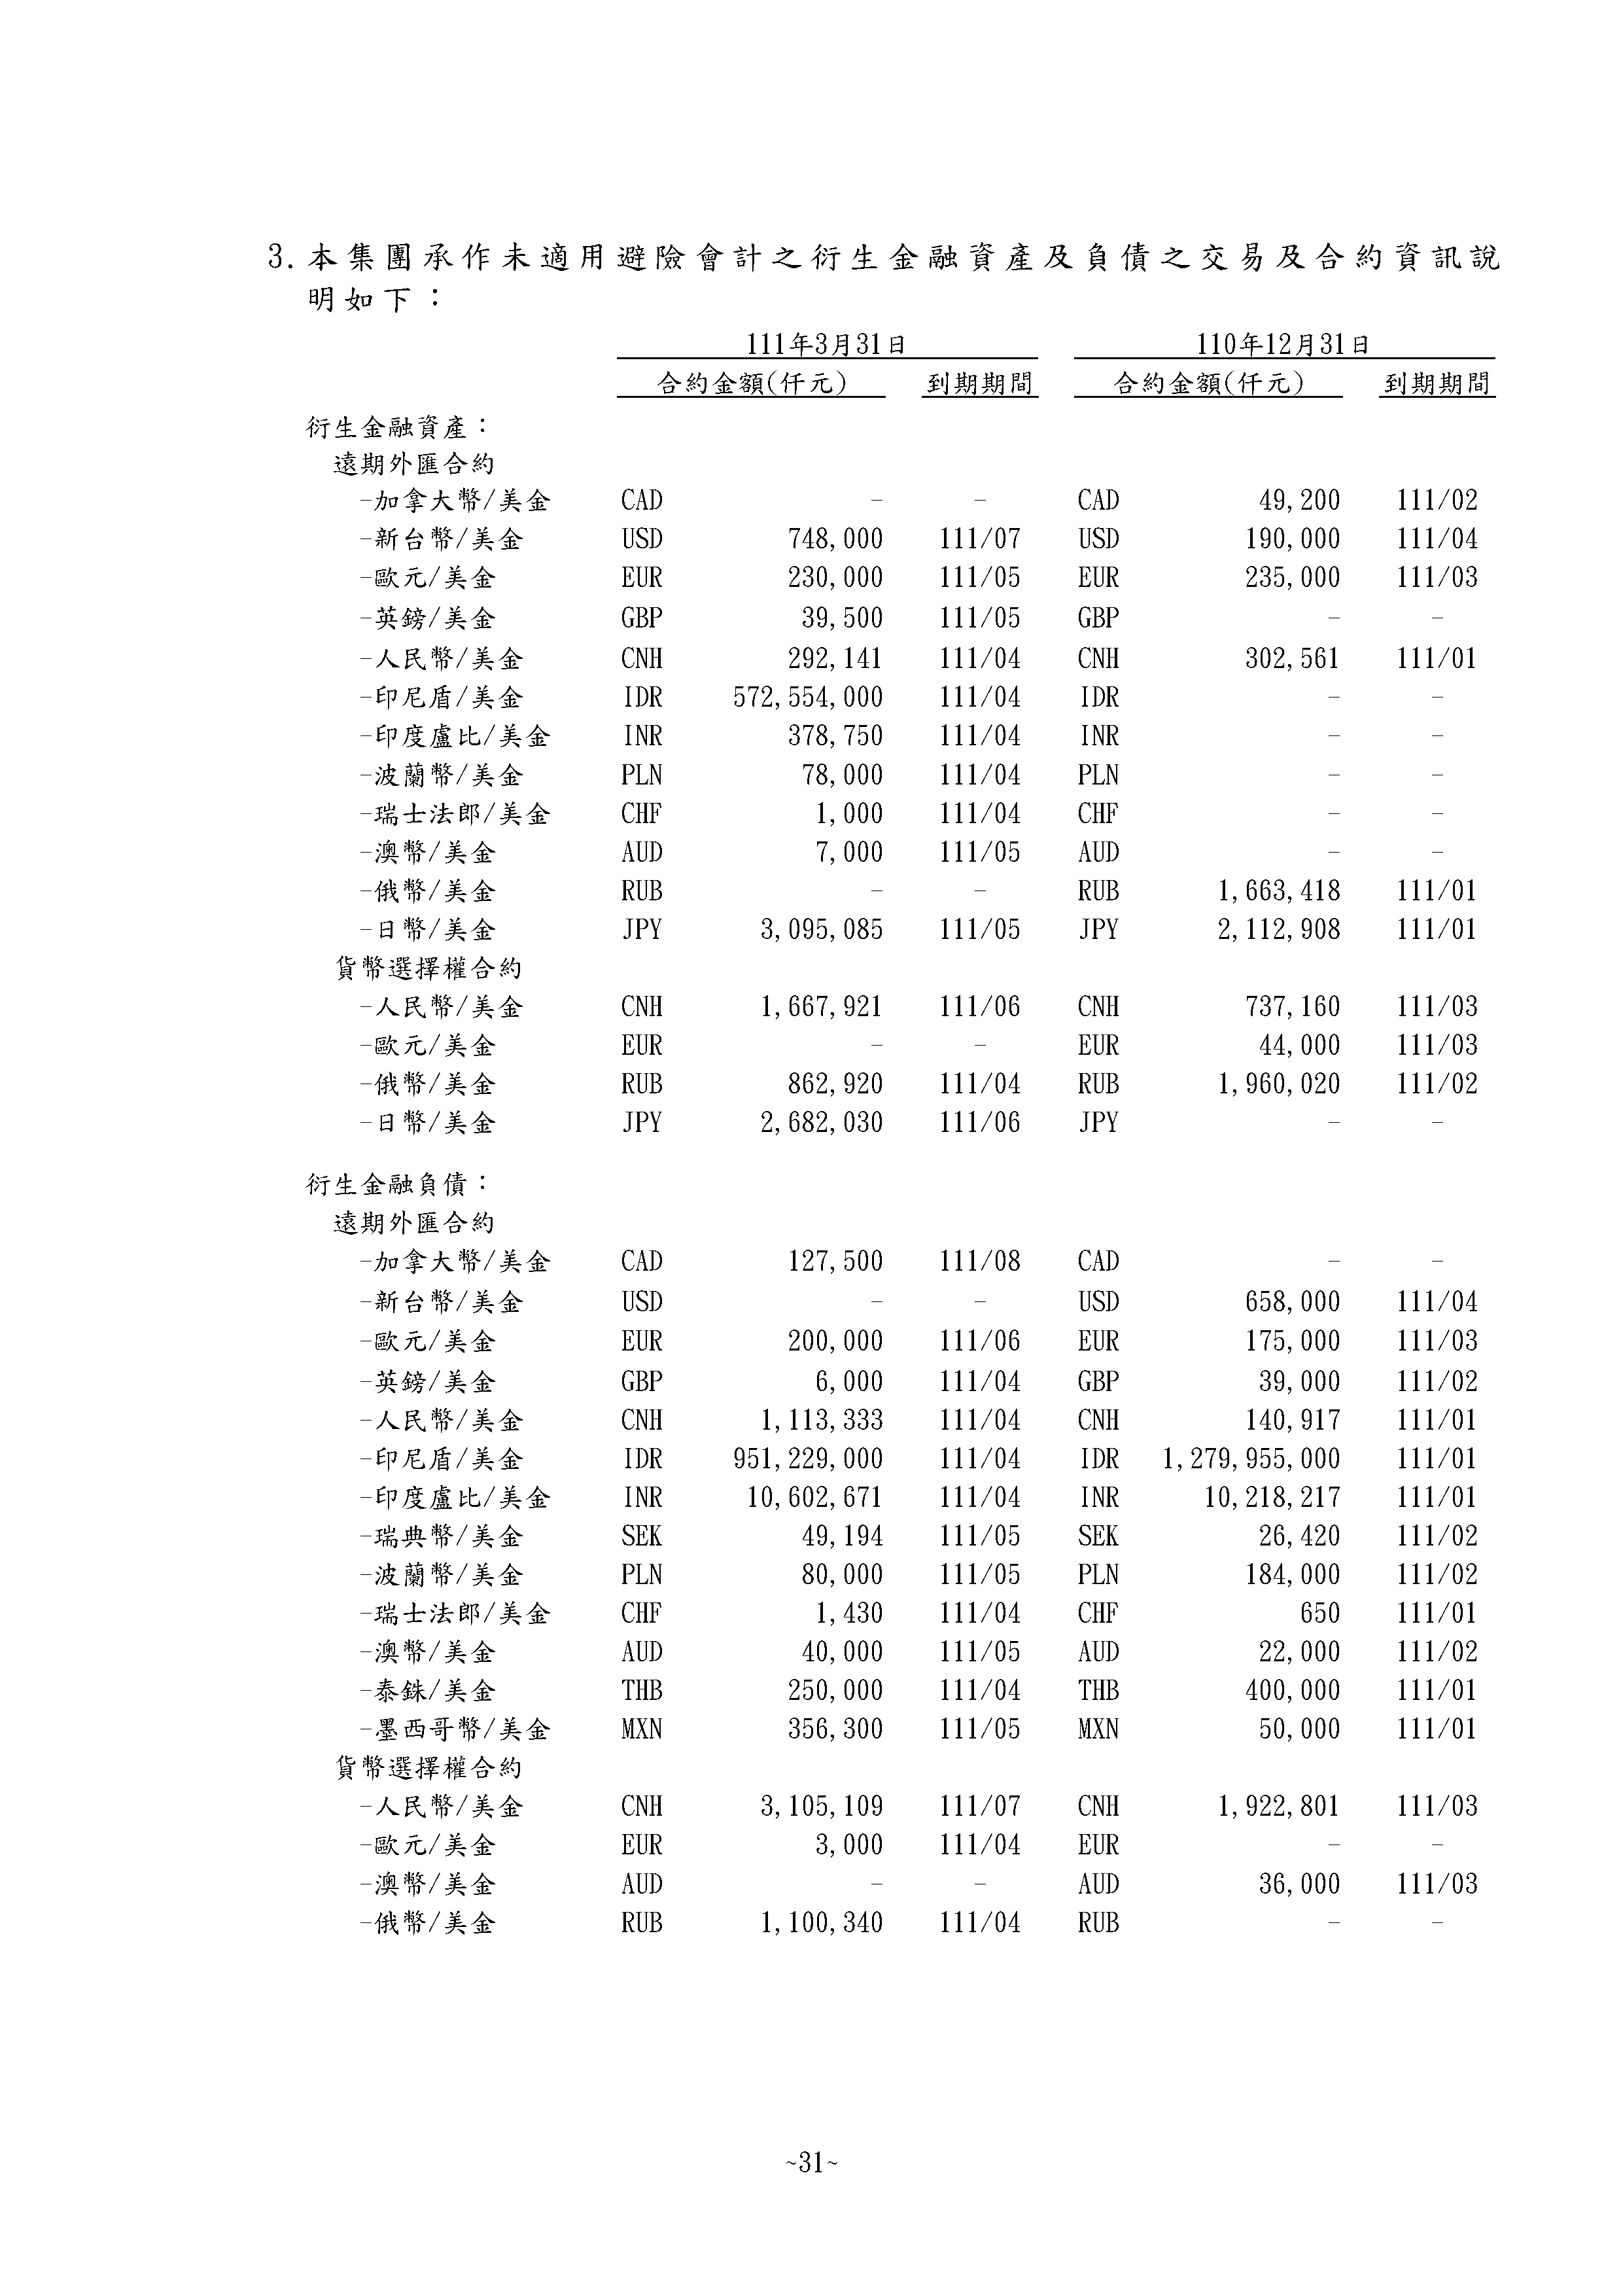 3.本集團承作未適用避險會計之衍生金融資產及負債之交易及合約資訊說
明如下：
111年3月31日 110年12月31日
合約金額(仟元) 到期期間 合約金額(仟元) 到期期間
衍生金融資產：
遠期外匯合約
-加拿大幣/美金 CAD - - CAD 49,200 111/02
-新台幣/美金 USD 748,000 111/07 USD 190,000 111/04
-歐元/美金 EUR 230,000 111/05 EUR 235,000 111/03
-英鎊/美金 GBP 39,500 111/05 GBP - -
-人民幣/美金 CNH 292,141 111/04 CNH 302,561 111/01
-印尼盾/美金 IDR 572,554,000 111/04 IDR - -
-印度盧比/美金 INR 378,750 111/04 INR - -
-波蘭幣/美金 PLN 78,000 111/04 PLN - -
-瑞士法郎/美金 CHF 1,000 111/04 CHF - -
-澳幣/美金 AUD 7,000 111/05 AUD - -
-俄幣/美金 RUB - - RUB 1,663,418 111/01
-日幣/美金 JPY 3,095,085 111/05 JPY 2,112,908 111/01
貨幣選擇權合約
-人民幣/美金 CNH 1,667,921 111/06 CNH 737,160 111/03
-歐元/美金 EUR - - EUR 44,000 111/03
-俄幣/美金 RUB 862,920 111/04 RUB 1,960,020 111/02
-日幣/美金 JPY 2,682,030 111/06 JPY - -
衍生金融負債：
遠期外匯合約
-加拿大幣/美金 CAD 127,500 111/08 CAD - -
-新台幣/美金 USD - - USD 658,000 111/04
-歐元/美金 EUR 200,000 111/06 EUR 175,000 111/03
-英鎊/美金 GBP 6,000 111/04 GBP 39,000 111/02
-人民幣/美金 CNH 1,113,333 111/04 CNH 140,917 111/01
-印尼盾/美金 IDR 951,229,000 111/04 IDR 1,279,955,000 111/01
-印度盧比/美金 INR 10,602,671 111/04 INR 10,218,217 111/01
-瑞典幣/美金 SEK 49,194 111/05 SEK 26,420 111/02
-波蘭幣/美金 PLN 80,000 111/05 PLN 184,000 111/02
-瑞士法郎/美金 CHF 1,430 111/04 CHF 650 111/01
-澳幣/美金 AUD 40,000 111/05 AUD 22,000 111/02
-泰銖/美金 THB 250,000 111/04 THB 400,000 111/01
-墨西哥幣/美金 MXN 356,300 111/05 MXN 50,000 111/01
貨幣選擇權合約
-人民幣/美金 CNH 3,105,109 111/07 CNH 1,922,801 111/03
-歐元/美金 EUR 3,000 111/04 EUR - -
-澳幣/美金 AUD - - AUD 36,000 111/03
-俄幣/美金 RUB 1,100,340 111/04 RUB - -
~31~